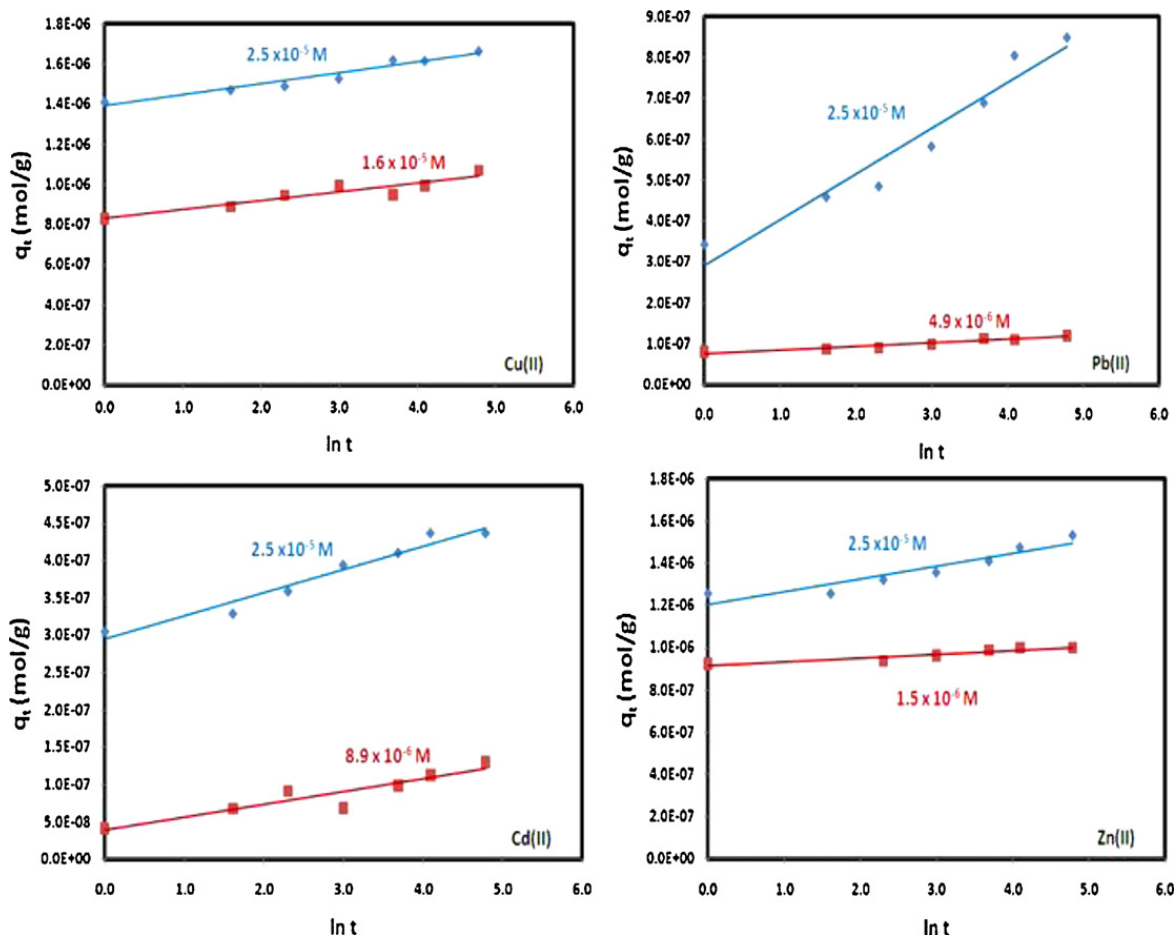 1.8E-06
1.6E-06
1.4E-06
1.2E-06
1.0E-06
8.0E-07
6.0E-07
4.0E-07
2.0E-07
0.0E+00
qt (mol/g)
2.5 x10-5 M
1.6 x 10-5 M
Cu(II)
0.0 1.0 2.0 3.0 4.0 5.0 6.0
ln t
9.0E-07
8.0E-07
7.0E-07
6.0E-07
5.0E-07
4.0E-07
3.0E-07
2.0E-07
1.0E-07
0.0E+00
qt (mol/g)
2.5 x10-5 M
4.9 x 10-6 M
Pb(II)
0.0 1.0 2.0 3.0 4.0 5.0 6.0
ln t
5.0E-07
4.5E-07
4.0E-07
3.5E-07
3.0E-07
2.5E-07
2.0E-07
1.5E-07
1.0E-07
5.0E-08
0.0E+00
qt (mol/g)
2.5 x10-5 M
8.9 x 10-6 M
Cd(II)
0.0 1.0 2.0 3.0 4.0 5.0 6.0
ln t
1.8E-06
1.6E-06
1.4E-06
1.2E-06
1.0E-06
8.0E-07
6.0E-07
4.0E-07
2.0E-07
0.0E+00
qt (mol/g)
2.5 x10-5 M
1.5 x 10-6 M
Zn(II)
0.0 1.0 2.0 3.0 4.0 5.0 6.0
ln t